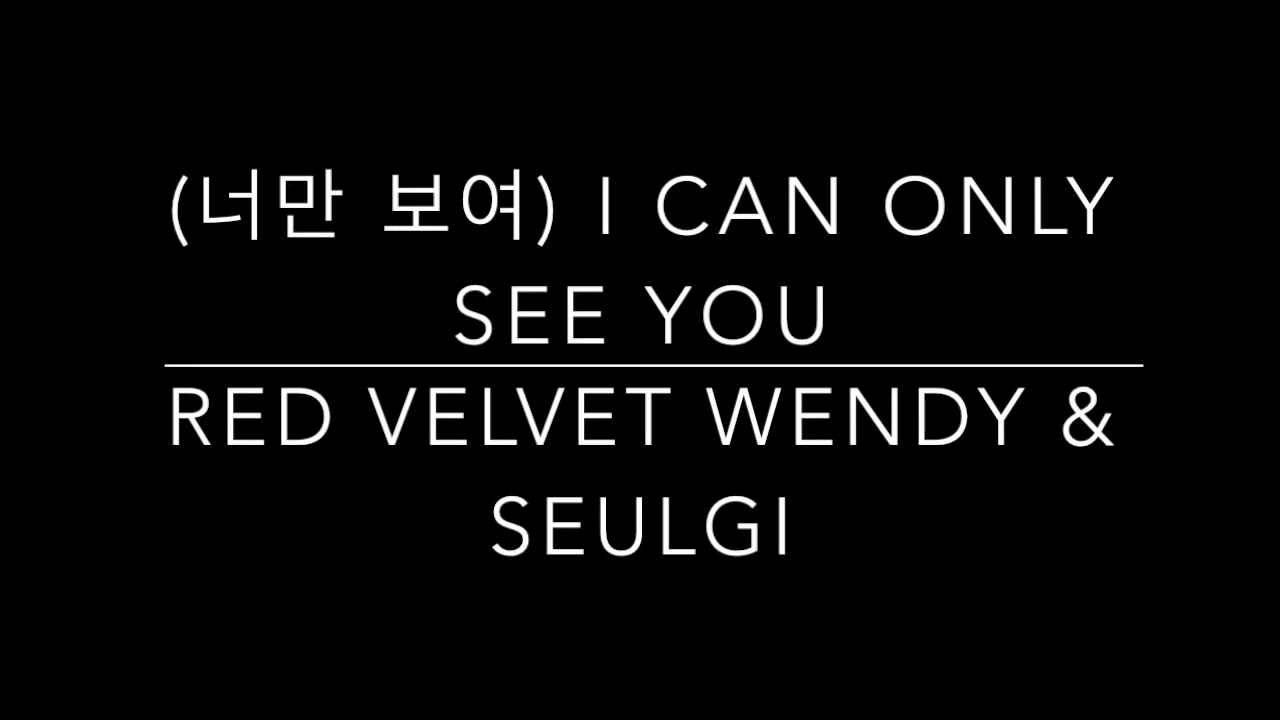 (너만 보여) I CAN ONLY
SEE YOU
RED VELVET WENDY &
SEULGI